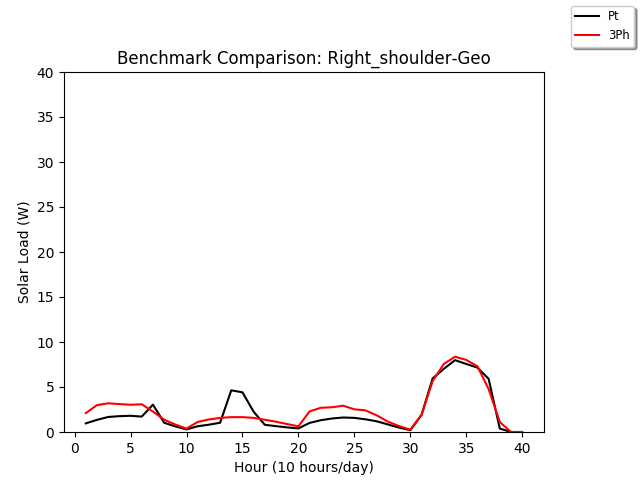 Pt
3Ph
Benchmark Comparison: Right_shoulder-Geo
40
35
30
25
20
15
10
5
0
Solar Load (W)
0 5 10 15 20 25 30 35 40
Hour (10 hours/day)